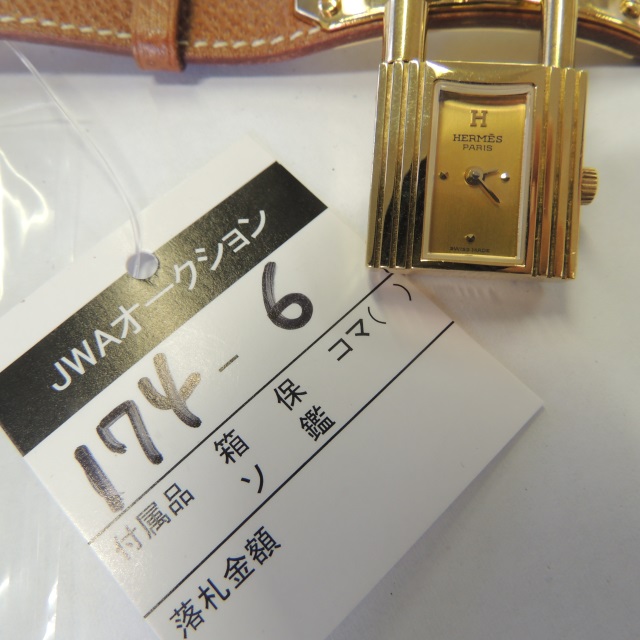 H
HERMÈS
PARIS
JWAオークション
174-6
付属品 箱 保 コマ( )
ソ 鑑
落札金額